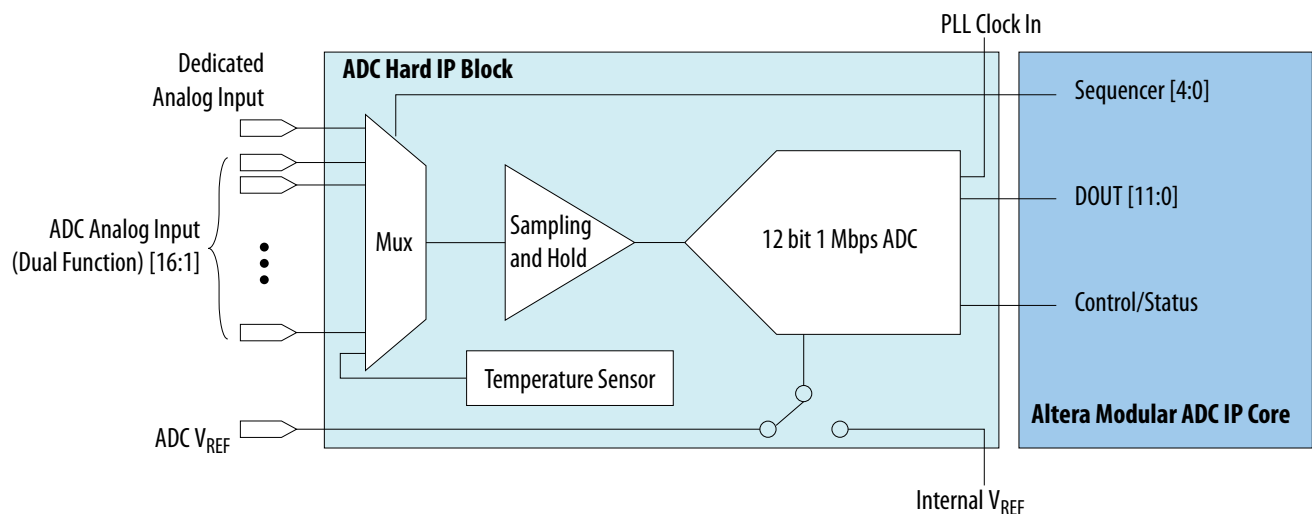 PLL Clock In
Dedicated
Analog Input
ADC Hard IP Block
Sequencer [4:0]
DOUT [11:0]
ADC Analog Input
(Dual Function) [16:1]
Mux
Sampling
and Hold
12 bit 1 Mbps ADC
Control/Status
Temperature Sensor
Altera Modular ADC IP Core
ADC VREF
Internal VREF